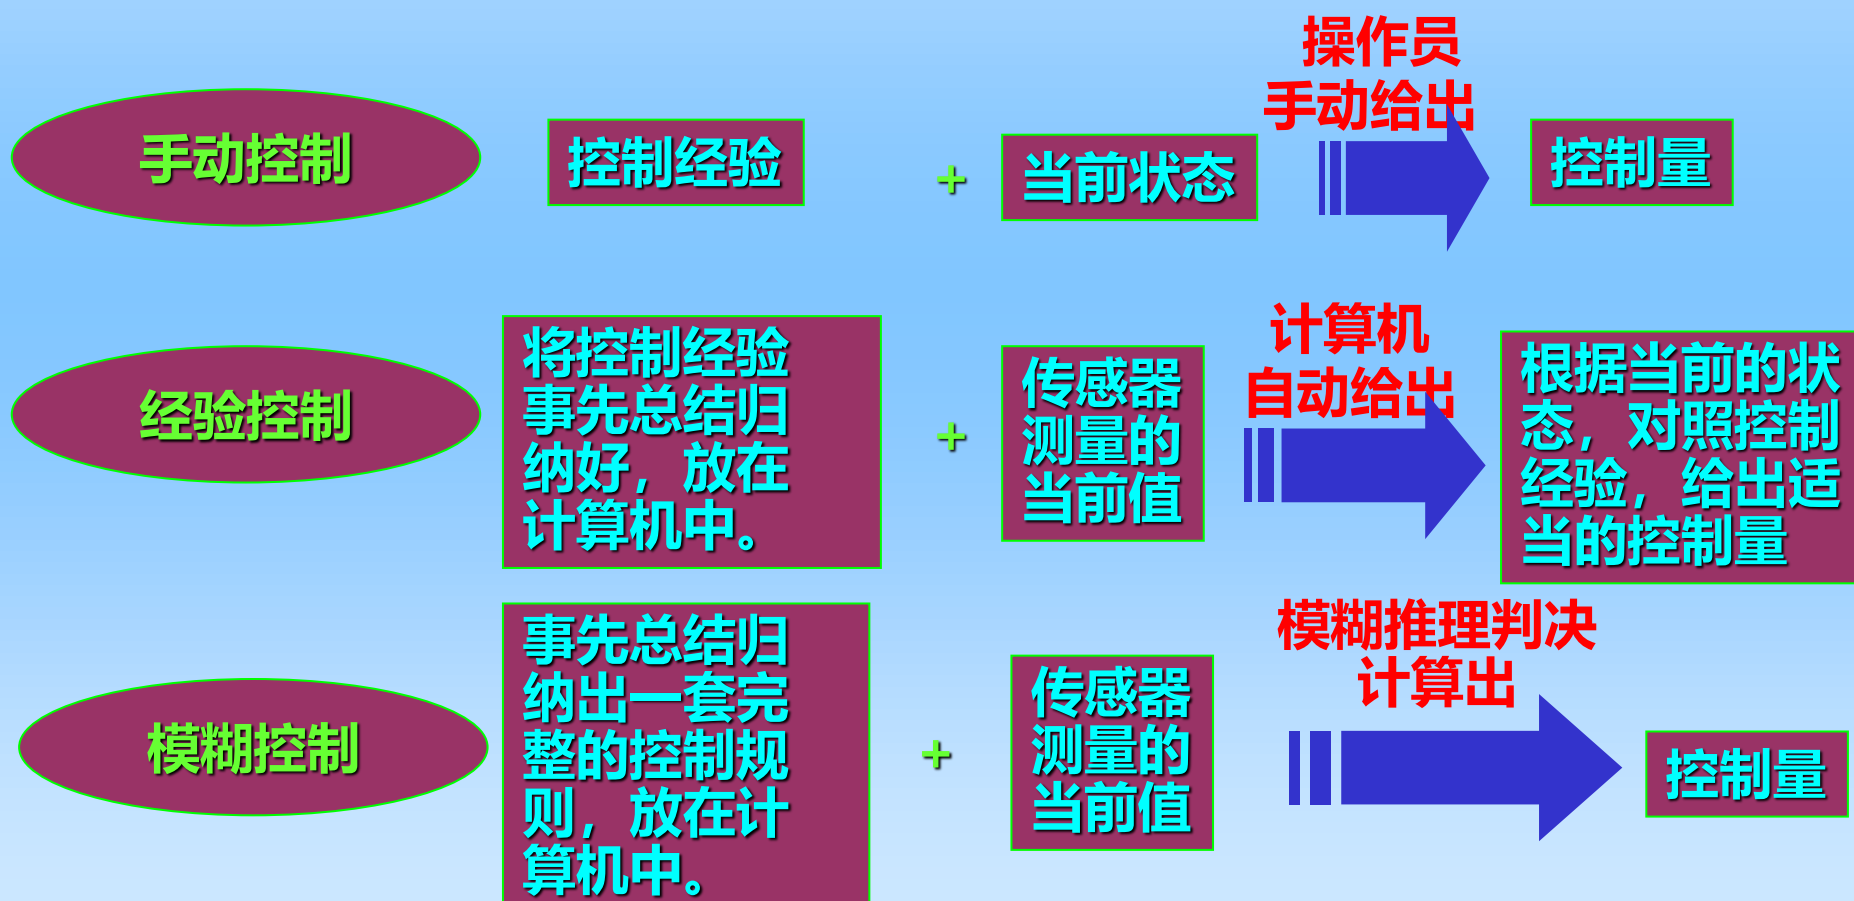 手动控制
控制经验
+
当前状态
操作员
手动给出
控制量
经验控制
将控制经验
事先总结归
纳好，放在
计算机中。
+
传感器
测量的
当前值
计算机
自动给出
根据当前的状
态，对照控制
经验，给出适
当的控制量
模糊控制
事先总结归
纳出一套完
整的控制规
则，放在计
算机中。
+
传感器
测量的
当前值
模糊推理判决
计算出
控制量